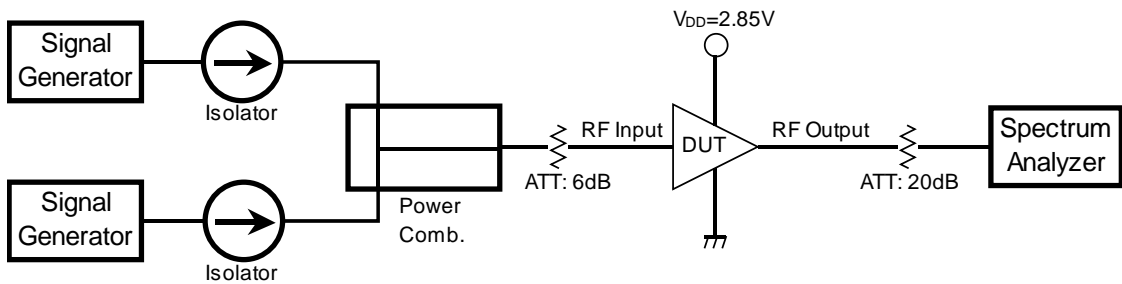 Signal
Generator
Isolator
Signal
Generator
Isolator
Power
Comb.
ATT: 6dB
RF Input
VDD=2.85V
DUT
RF Output
ATT: 20dB
Spectrum
Analyzer